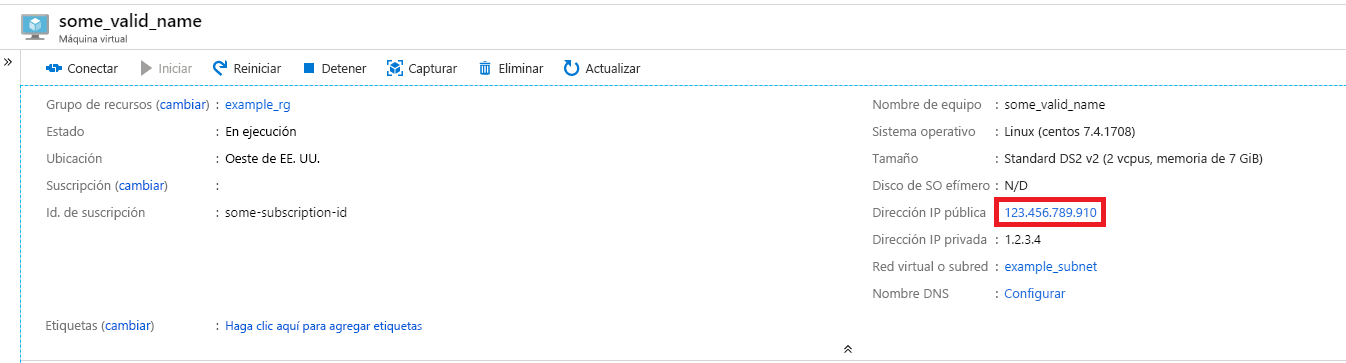 some_valid_name
Máquina virtual
» Conectar Iniciar Reiniciar Detener Capturar Eliminar Actualizar
Grupo de recursos (cambiar) : example_rg
Estado : En ejecución
Ubicación : Oeste de EE. UU.
Suscripción (cambiar) :
Id. de suscripción : some-subscription-id
Etiquetas (cambiar) : Haga clic aquí para agregar etiquetas
Nombre de equipo : some_valid_name
Sistema operativo : Linux (centos 7.4.1708)
Tamaño : Standard DS2 v2 (2 vcpus, memoria de 7 GiB)
Disco de SO efímero : N/D
Dirección IP pública : 123.456.789.910
Dirección IP privada : 1.2.3.4
Red virtual o subred : example_subnet
Nombre DNS : Configurar